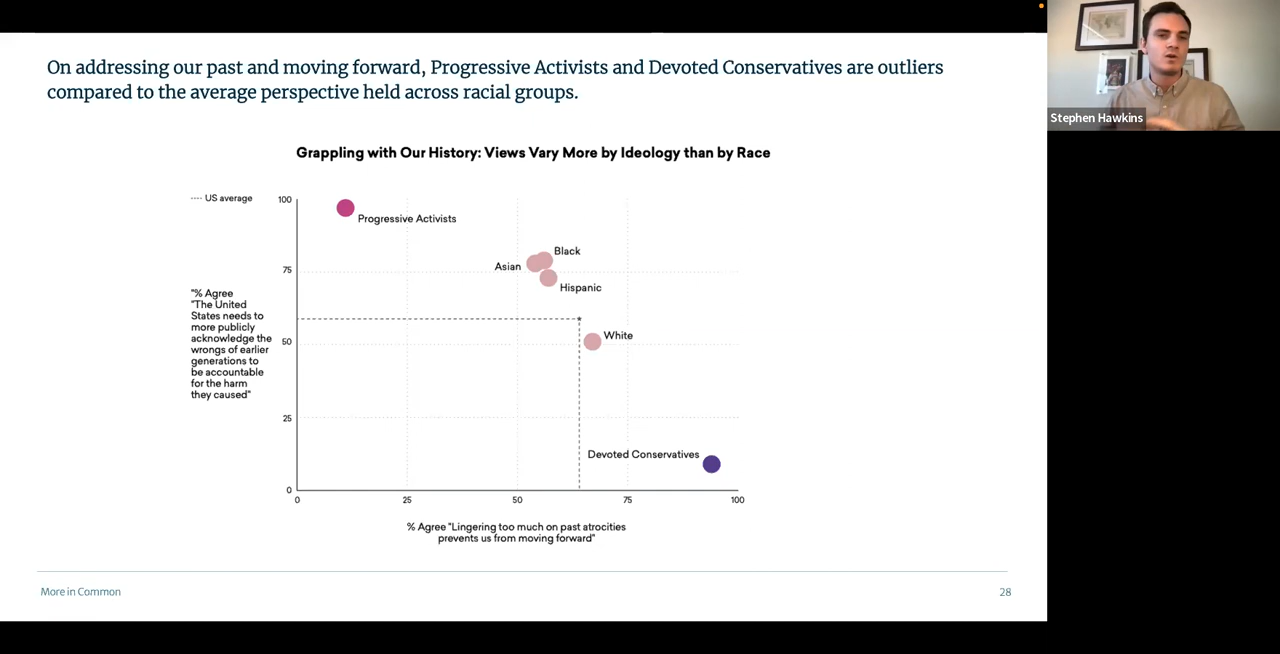 On addressing our past and moving forward, Progressive Activists and Devoted Conservatives are outliers
compared to the average perspective held across racial groups.
Stephen Hawkins
Grappling with Our History: Views Vary More by Ideology than by Race
US average
100
Progressive Activists
Black
Asian
75
Hispanic
"% Agree
"The United
States needs to
more publicly
acknowledge the
wrongs of earlier
generations to
be accountable
for the harm
they caused"
White
50
25
Devoted Conservatives
0
0
25
50
75
100
% Agree "Lingering too much on past atrocities
prevents us from moving forward"
More in Common
28